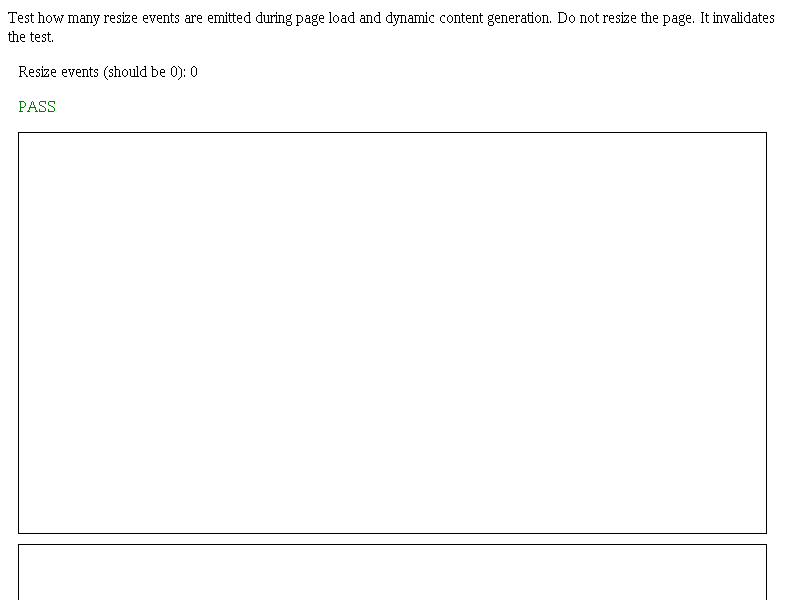 Test how many resize events are emitted during page load and dynamic content generation. Do not resize the page. It invalidates
the test.
Resize events (should be 0): 0
PASS